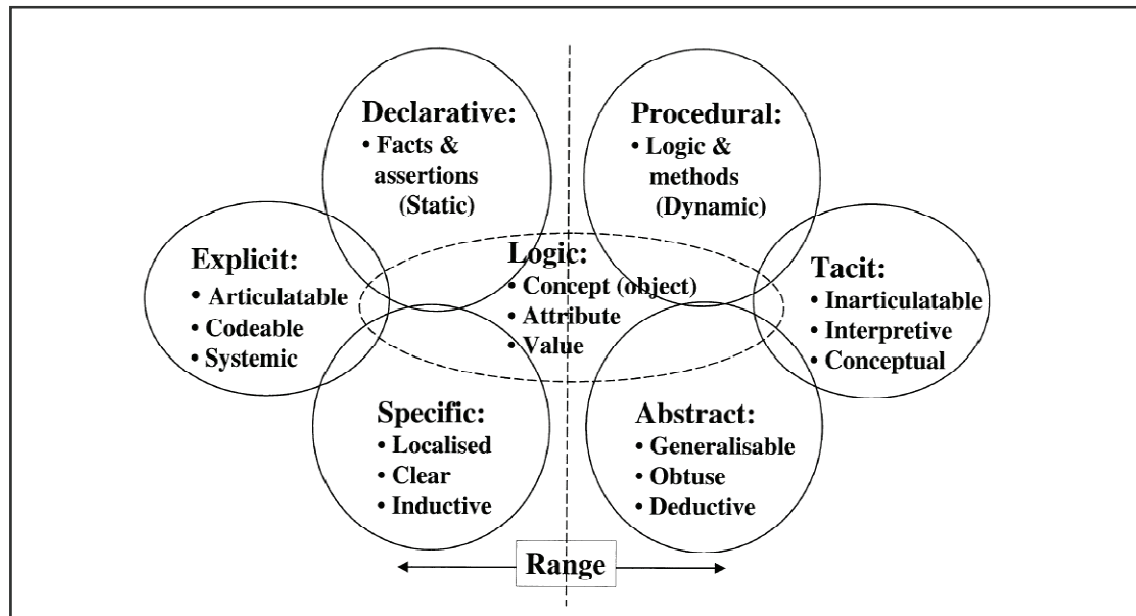 Declarative:
• Facts &
assertions
(Static)
Procedural:
• Logic &
methods
(Dynamic)
Explicit:
• Articulatable
• Codeable
• Systemic
Logic:
• Concept (object)
• Attribute
• Value
Tacit:
• Inarticulatable
• Interpretive
• Conceptual
Specific:
• Localised
• Clear
• Inductive
Abstract:
• Generalisable
• Obtuse
• Deductive
Range